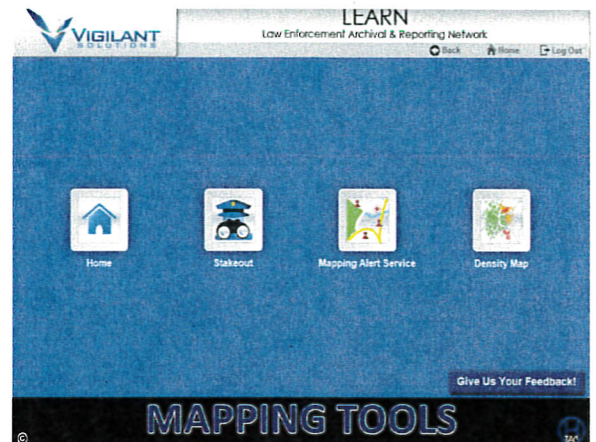 VIGILANT
SOLUTIONS
LEARN
Law Enforcement Archival & Reporting Network
Back
Home
Log Out
Home
Stakeout
Mapping Alert Service
Density Map
Give Us Your Feedback!
MAPPING TOOLS
©